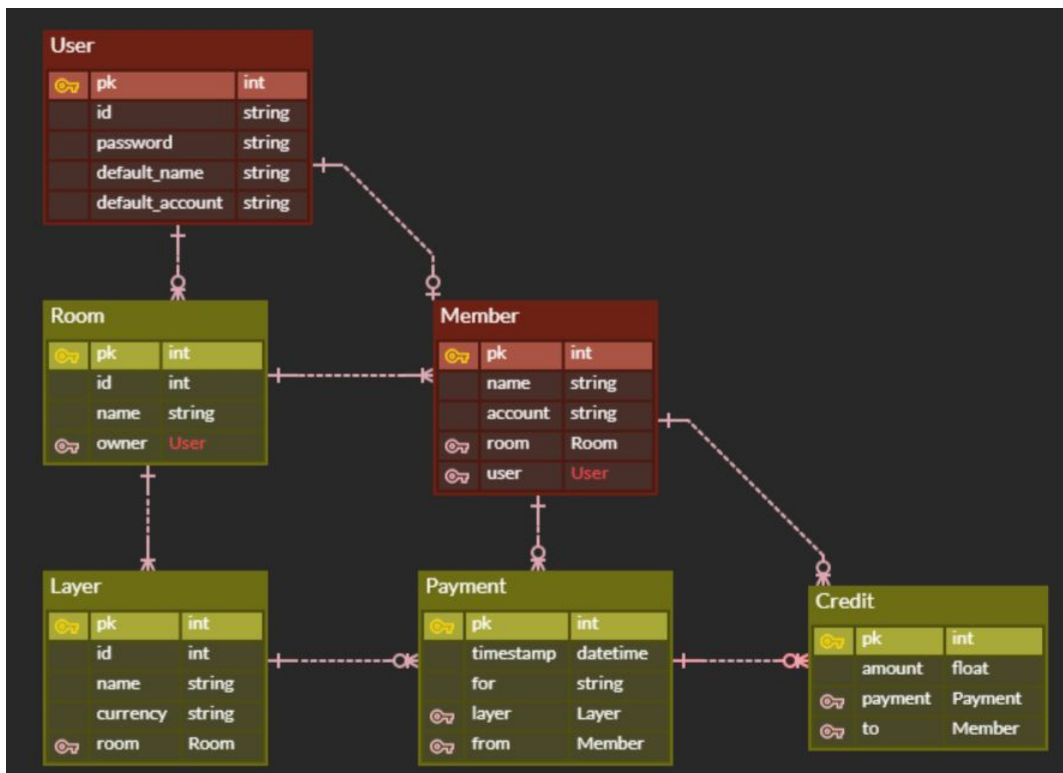 User
pk int
id string
password string
default_name string
default_account string
Room
pk int
id int
name string
owner User
Member
pk int
name string
account string
room Room
user User
Layer
pk int
id int
name string
currency string
room Room
Payment
pk int
timestamp datetime
for string
layer Layer
from Member
Credit
pk int
amount float
payment Payment
to Member